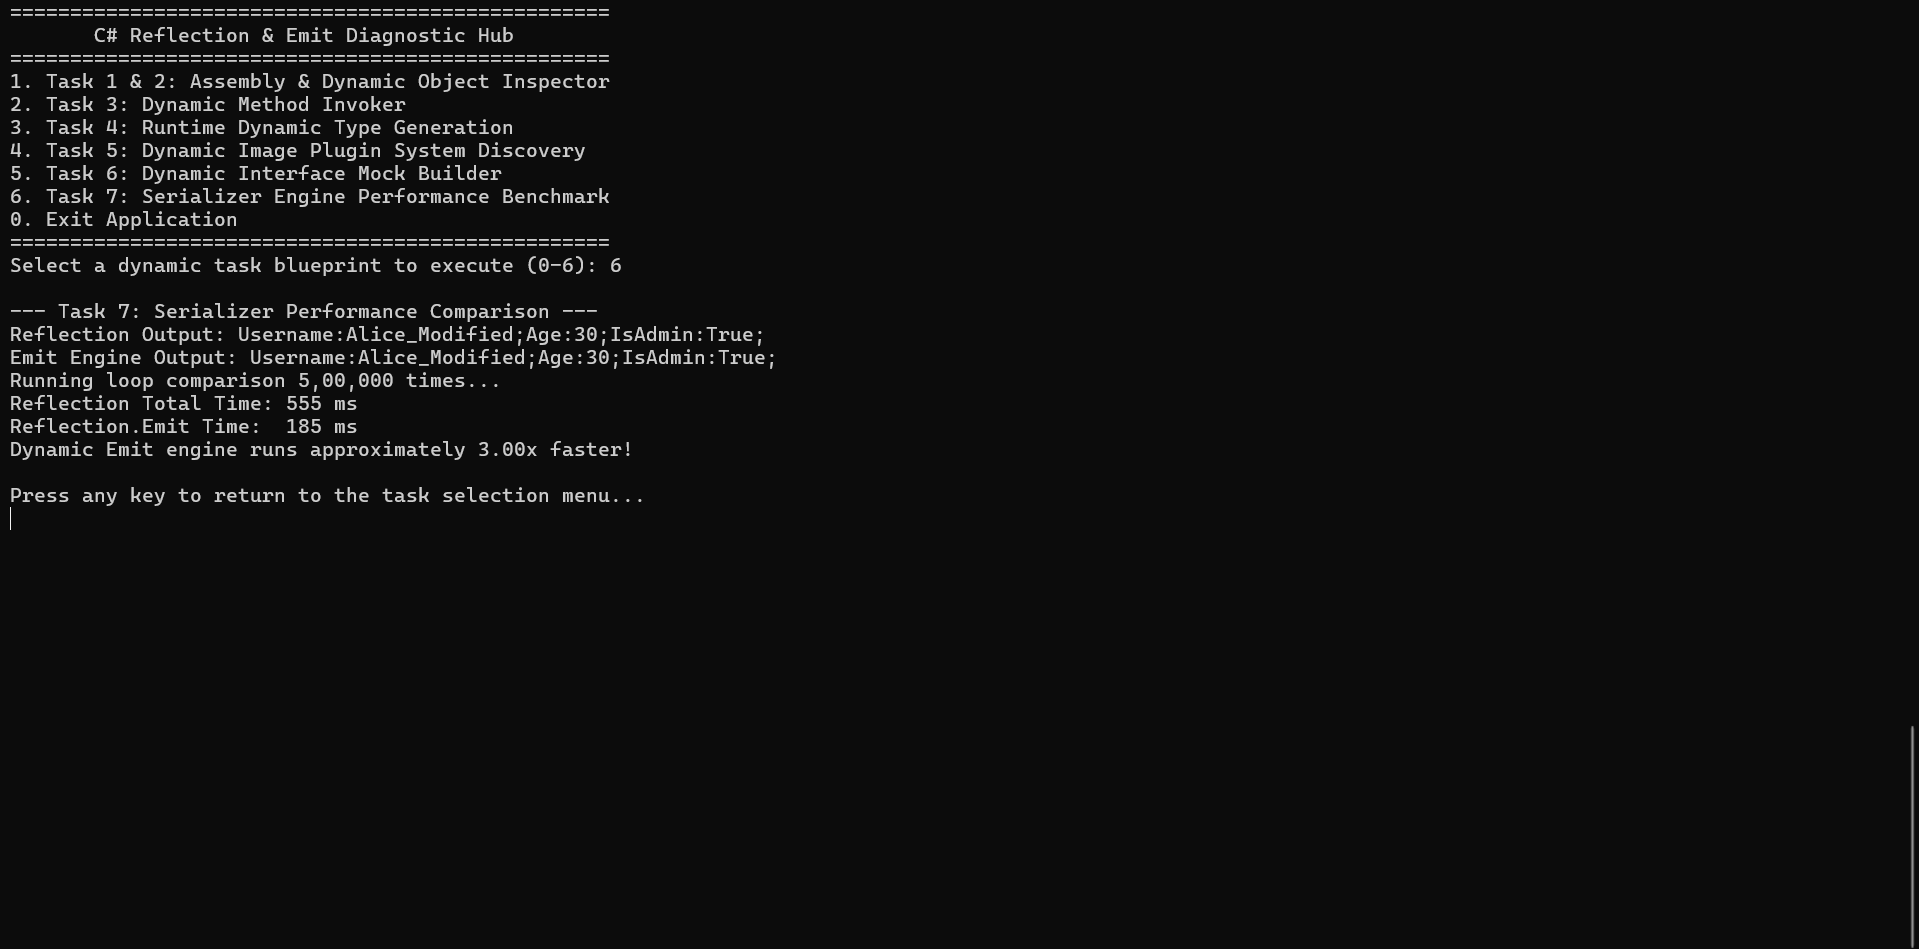 ==================================================
       C# Reflection & Emit Diagnostic Hub
==================================================
1. Task 1 & 2: Assembly & Dynamic Object Inspector
2. Task 3: Dynamic Method Invoker
3. Task 4: Runtime Dynamic Type Generation
4. Task 5: Dynamic Image Plugin System Discovery
5. Task 6: Dynamic Interface Mock Builder
6. Task 7: Serializer Engine Performance Benchmark
0. Exit Application
==================================================
Select a dynamic task blueprint to execute (0-6): 6

--- Task 7: Serializer Performance Comparison ---
Reflection Output: Username:Alice_Modified;Age:30;IsAdmin:True;
Emit Engine Output: Username:Alice_Modified;Age:30;IsAdmin:True;
Running loop comparison 5,00,000 times...
Reflection Total Time: 555 ms
Reflection.Emit Time:  185 ms
Dynamic Emit engine runs approximately 3.00x faster!

Press any key to return to the task selection menu...